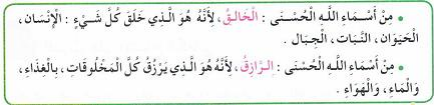 • مِنْ أَسْمَاءِ اللَّهِ الْحُسْنَى : الْخَالِقُ، لِأَنَّهُ هُوَ الَّذِي خَلَقَ كُلَّ شَيْءٍ : الْإِنْسَان،
الْحَيَوَان، النَّبَات، الْجِبَال .
• مِنْ أَسْمَاءِ اللَّهِ الْحُسْنَى : الرَّازِقُ، لِأَنَّهُ هُوَ الَّذِي يَرْزُقُ كُلَّ الْمَخْلُوقَاتِ، بِالْغِذَاءِ،
وَالْمَاءِ، وَالْهَوَاءِ .